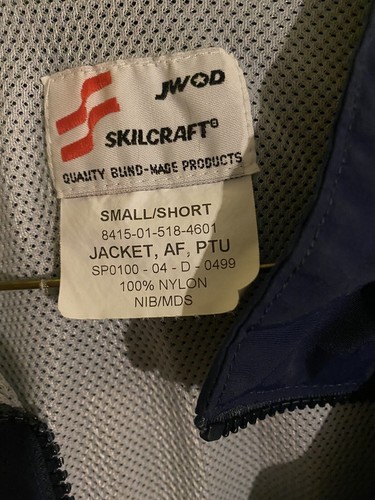 JWOD
SKILCRAFT®
QUALITY BLIND-MADE PRODUCTS
SMALL/SHORT
8415-01-518-4601
JACKET, AF, PTU
SP0100 - 04 - D - 0499
100% NYLON
NIB/MDS